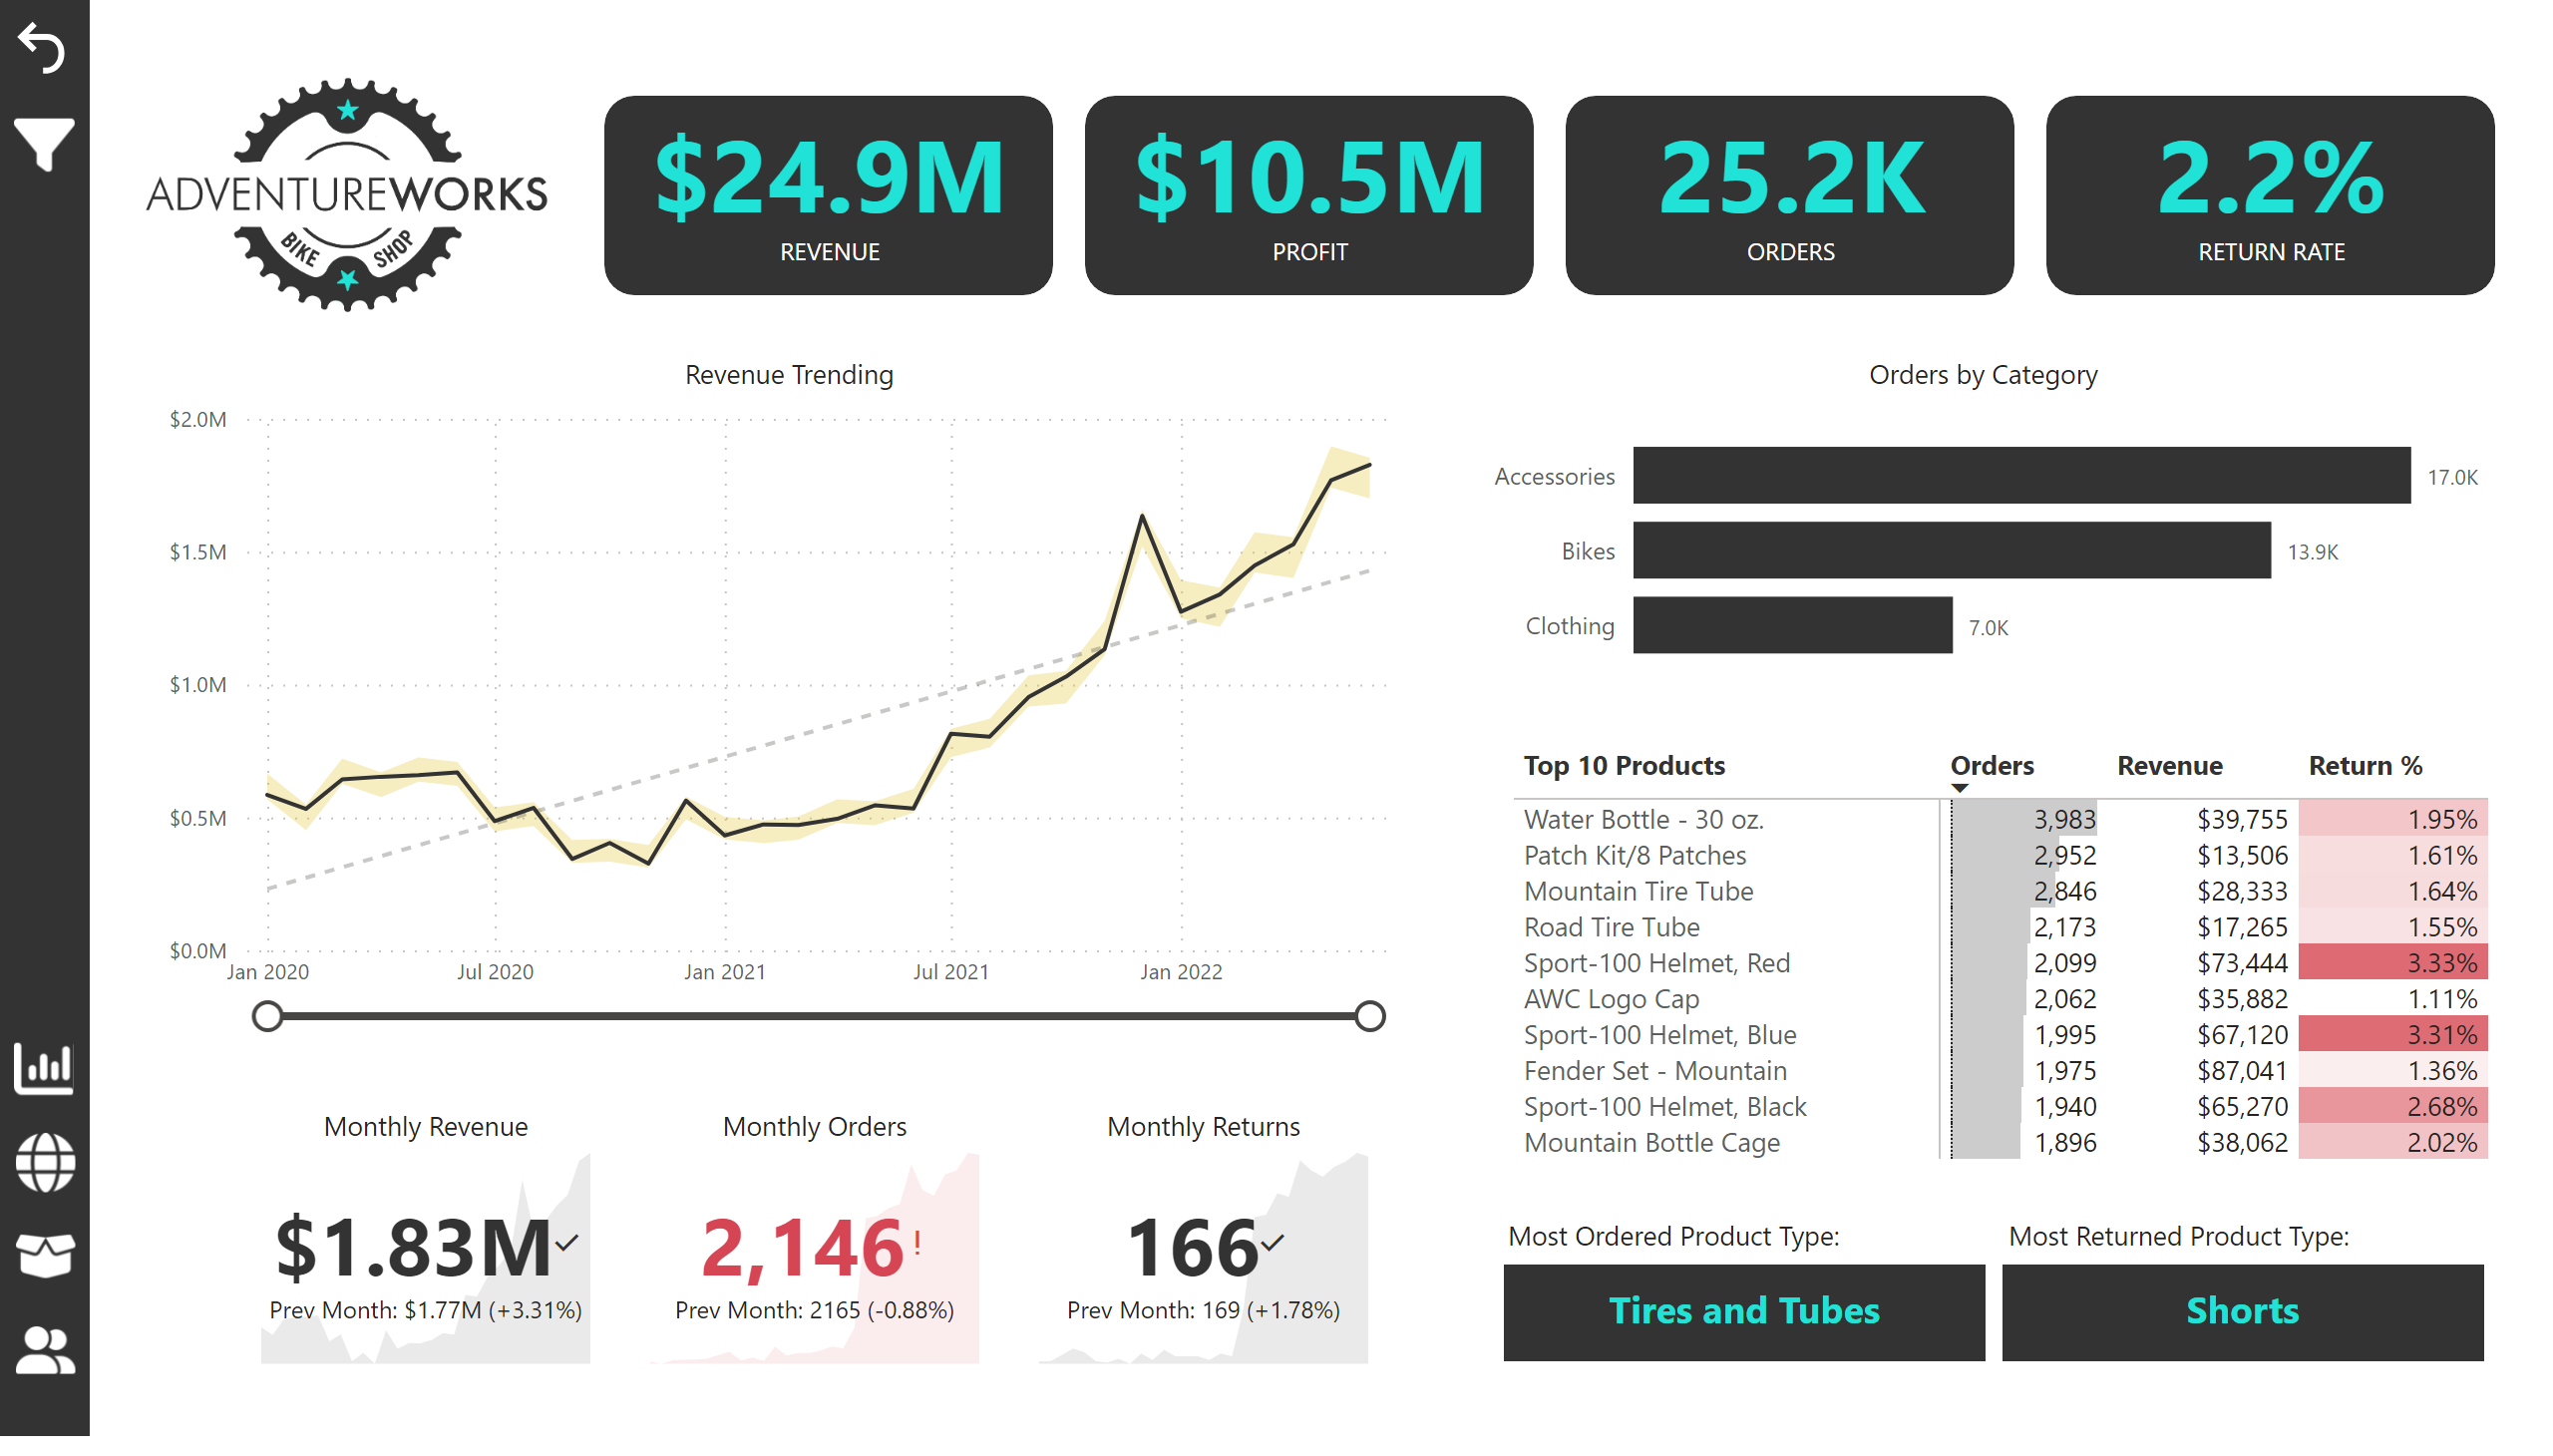 ADVENTUREWORKS
BIKE SHOP
$24.9M
REVENUE
$10.5M
PROFIT
25.2K
ORDERS
2.2%
RETURN RATE
Revenue Trending
$2.0M
$1.5M
$1.0M
$0.5M
$0.0M
Jan 2020 Jul 2020 Jan 2021 Jul 2021 Jan 2022
Orders by Category
Accessories 17.0K
Bikes 13.9K
Clothing 7.0K
Top 10 Products Orders Revenue Return %
Water Bottle - 30 oz. 3,983 $39,755 1.95%
Patch Kit/8 Patches 2,952 $13,506 1.61%
Mountain Tire Tube 2,846 $28,333 1.64%
Road Tire Tube 2,173 $17,265 1.55%
Sport-100 Helmet, Red 2,099 $73,444 3.33%
AWC Logo Cap 2,062 $35,882 1.11%
Sport-100 Helmet, Blue 1,995 $67,120 3.31%
Fender Set - Mountain 1,975 $87,041 1.36%
Sport-100 Helmet, Black 1,940 $65,270 2.68%
Mountain Bottle Cage 1,896 $38,062 2.02%
Monthly Revenue
$1.83M
Prev Month: $1.77M (+3.31%)
Monthly Orders
2,146 !
Prev Month: 2165 (-0.88%)
Monthly Returns
166
Prev Month: 169 (+1.78%)
Most Ordered Product Type:
Tires and Tubes
Most Returned Product Type:
Shorts